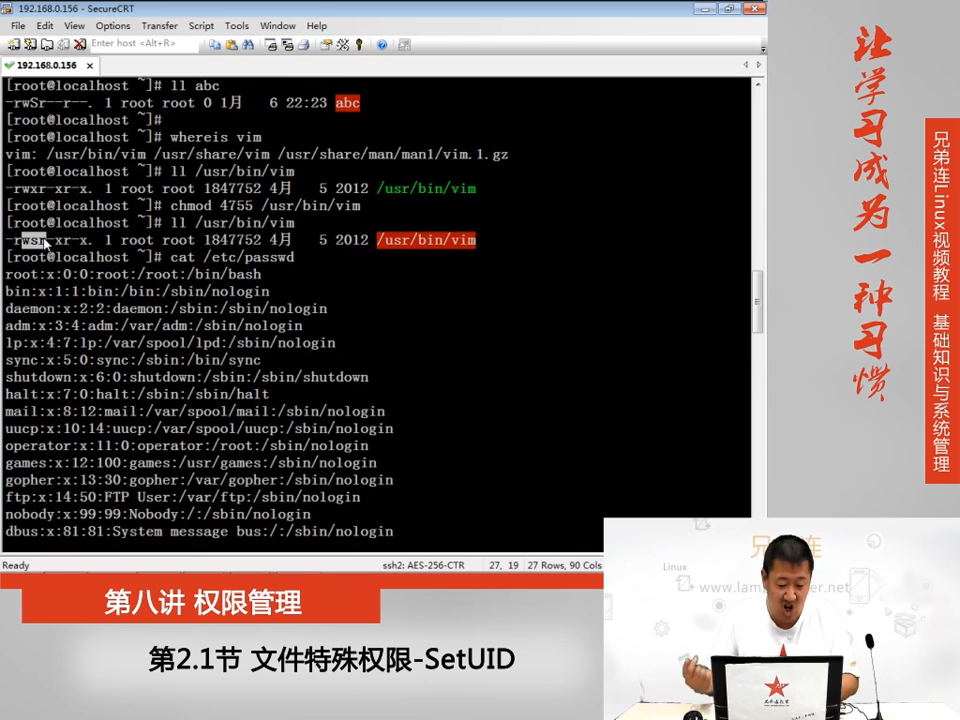 192.168.0.156 - SecureCRT
File Edit View Options Transfer Script Tools Window Help
Enter host <Alt+R>
192.168.0.156
[root@localhost ~]# ll abc
-rwSr--r--. 1 root root 0 1月   6 22:23 abc
[root@localhost ~]#
[root@localhost ~]# whereis vim
vim: /usr/bin/vim /usr/share/vim /usr/share/man/man1/vim.1.gz
[root@localhost ~]# ll /usr/bin/vim
-rwxr-xr-x. 1 root root 1847752 4月   5 2012 /usr/bin/vim
[root@localhost ~]# chmod 4755 /usr/bin/vim
[root@localhost ~]# ll /usr/bin/vim
-rwsr-xr-x. 1 root root 1847752 4月   5 2012 /usr/bin/vim
[root@localhost ~]# cat /etc/passwd
root:x:0:0:root:/root:/bin/bash
bin:x:1:1:bin:/bin:/sbin/nologin
daemon:x:2:2:daemon:/sbin:/sbin/nologin
adm:x:3:4:adm:/var/adm:/sbin/nologin
lp:x:4:7:lp:/var/spool/lpd:/sbin/nologin
sync:x:5:0:sync:/sbin:/bin/sync
shutdown:x:6:0:shutdown:/sbin:/sbin/shutdown
halt:x:7:0:halt:/sbin:/sbin/halt
mail:x:8:12:mail:/var/spool/mail:/sbin/nologin
uucp:x:10:14:uucp:/var/spool/uucp:/sbin/nologin
operator:x:11:0:operator:/root:/sbin/nologin
games:x:12:100:games:/usr/games:/sbin/nologin
gopher:x:13:30:gopher:/var/gopher:/sbin/nologin
ftp:x:14:50:FTP User:/var/ftp:/sbin/nologin
nobody:x:99:99:Nobody:/:/sbin/nologin
dbus:x:81:81:System message bus:/:/sbin/nologin
Ready ssh2: AES-256-CTR 27, 19 27 Rows, 90 Cols
让学习成为一种习惯
兄弟连Linux视频教程 基础知识与系统管理
第八讲 权限管理
第2.1节 文件特殊权限-SetUID
Linux